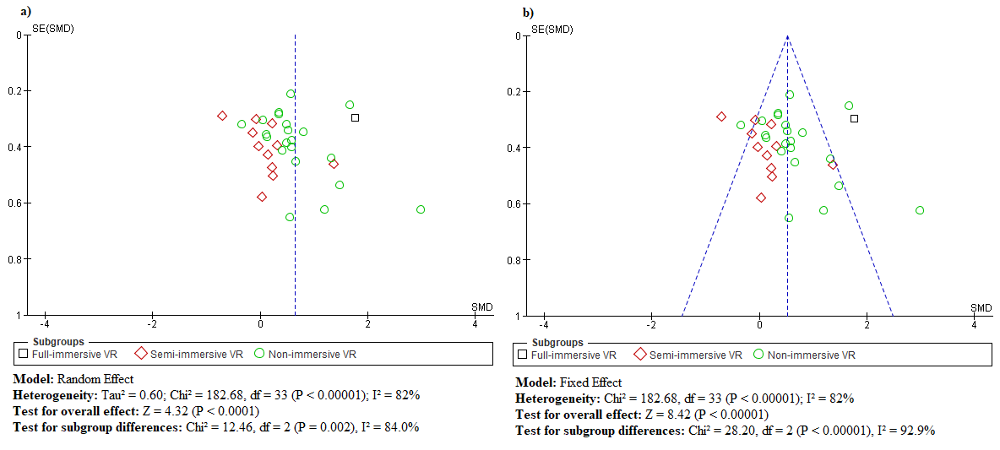 a)
SE(SMD)
0
0.2
0.4
0.6
0.8
1
-4
-2
0
2
4
SMD
Subgroups
Full-immersive VR
Semi-immersive VR
Non-immersive VR
Model: Random Effect
Heterogeneity: Tau² = 0.60; Chi² = 182.68, df = 33 (P < 0.00001); I² = 82%
Test for overall effect: Z = 4.32 (P < 0.0001)
Test for subgroup differences: Chi² = 12.46, df = 2 (P = 0.002), I² = 84.0%
b)
SE(SMD)
0
0.2
0.4
0.6
0.8
1
-4
-2
0
2
4
SMD
Subgroups
Full-immersive VR
Semi-immersive VR
Non-immersive VR
Model: Fixed Effect
Heterogeneity: Chi² = 182.68, df = 33 (P < 0.00001); I² = 82%
Test for overall effect: Z = 8.42 (P < 0.00001)
Test for subgroup differences: Chi² = 28.20, df = 2 (P < 0.00001), I² = 92.9%